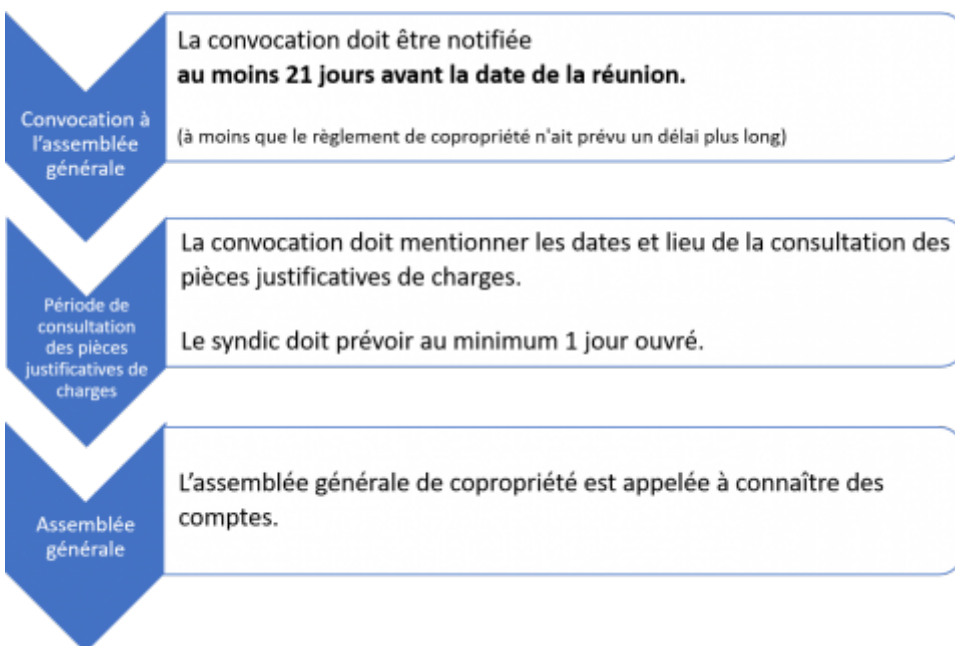 Convocation à
l'assemblée
générale
La convocation doit être notifiée
au moins 21 jours avant la date de la réunion.
(à moins que le règlement de copropriété n'ait prévu un délai plus long)
Période de
consultation
des pièces
justificatives de
charges
La convocation doit mentionner les dates et lieu de la consultation des
pièces justificatives de charges.
Le syndic doit prévoir au minimum 1 jour ouvré.
Assemblée
générale
L'assemblée générale de copropriété est appelée à connaître des
comptes.